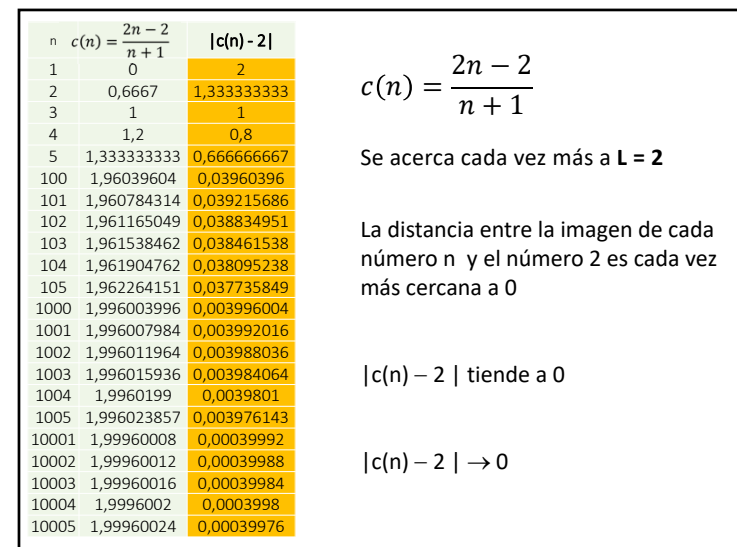 n c(n) = (2n − 2)/(n + 1) |c(n) - 2|
1 0 2
2 0,6667 1,333333333
3 1 1
4 1,2 0,8
5 1,333333333 0,666666667
100 1,96039604 0,03960396
101 1,960784314 0,039215686
102 1,961165049 0,038834951
103 1,961538462 0,038461538
104 1,961904762 0,038095238
105 1,962264151 0,037735849
1000 1,996003996 0,003996004
1001 1,996007984 0,003992016
1002 1,996011964 0,003988036
1003 1,996015936 0,003984064
1004 1,9960199 0,0039801
1005 1,996023857 0,003976143
10001 1,99960008 0,00039992
10002 1,99960012 0,00039988
10003 1,99960016 0,00039984
10004 1,9996002 0,0003998
10005 1,99960024 0,00039976
c(n) = (2n − 2)/(n + 1)
Se acerca cada vez más a L = 2
La distancia entre la imagen de cada
número n y el número 2 es cada vez
más cercana a 0
|c(n) − 2 | tiende a 0
|c(n) − 2 | → 0